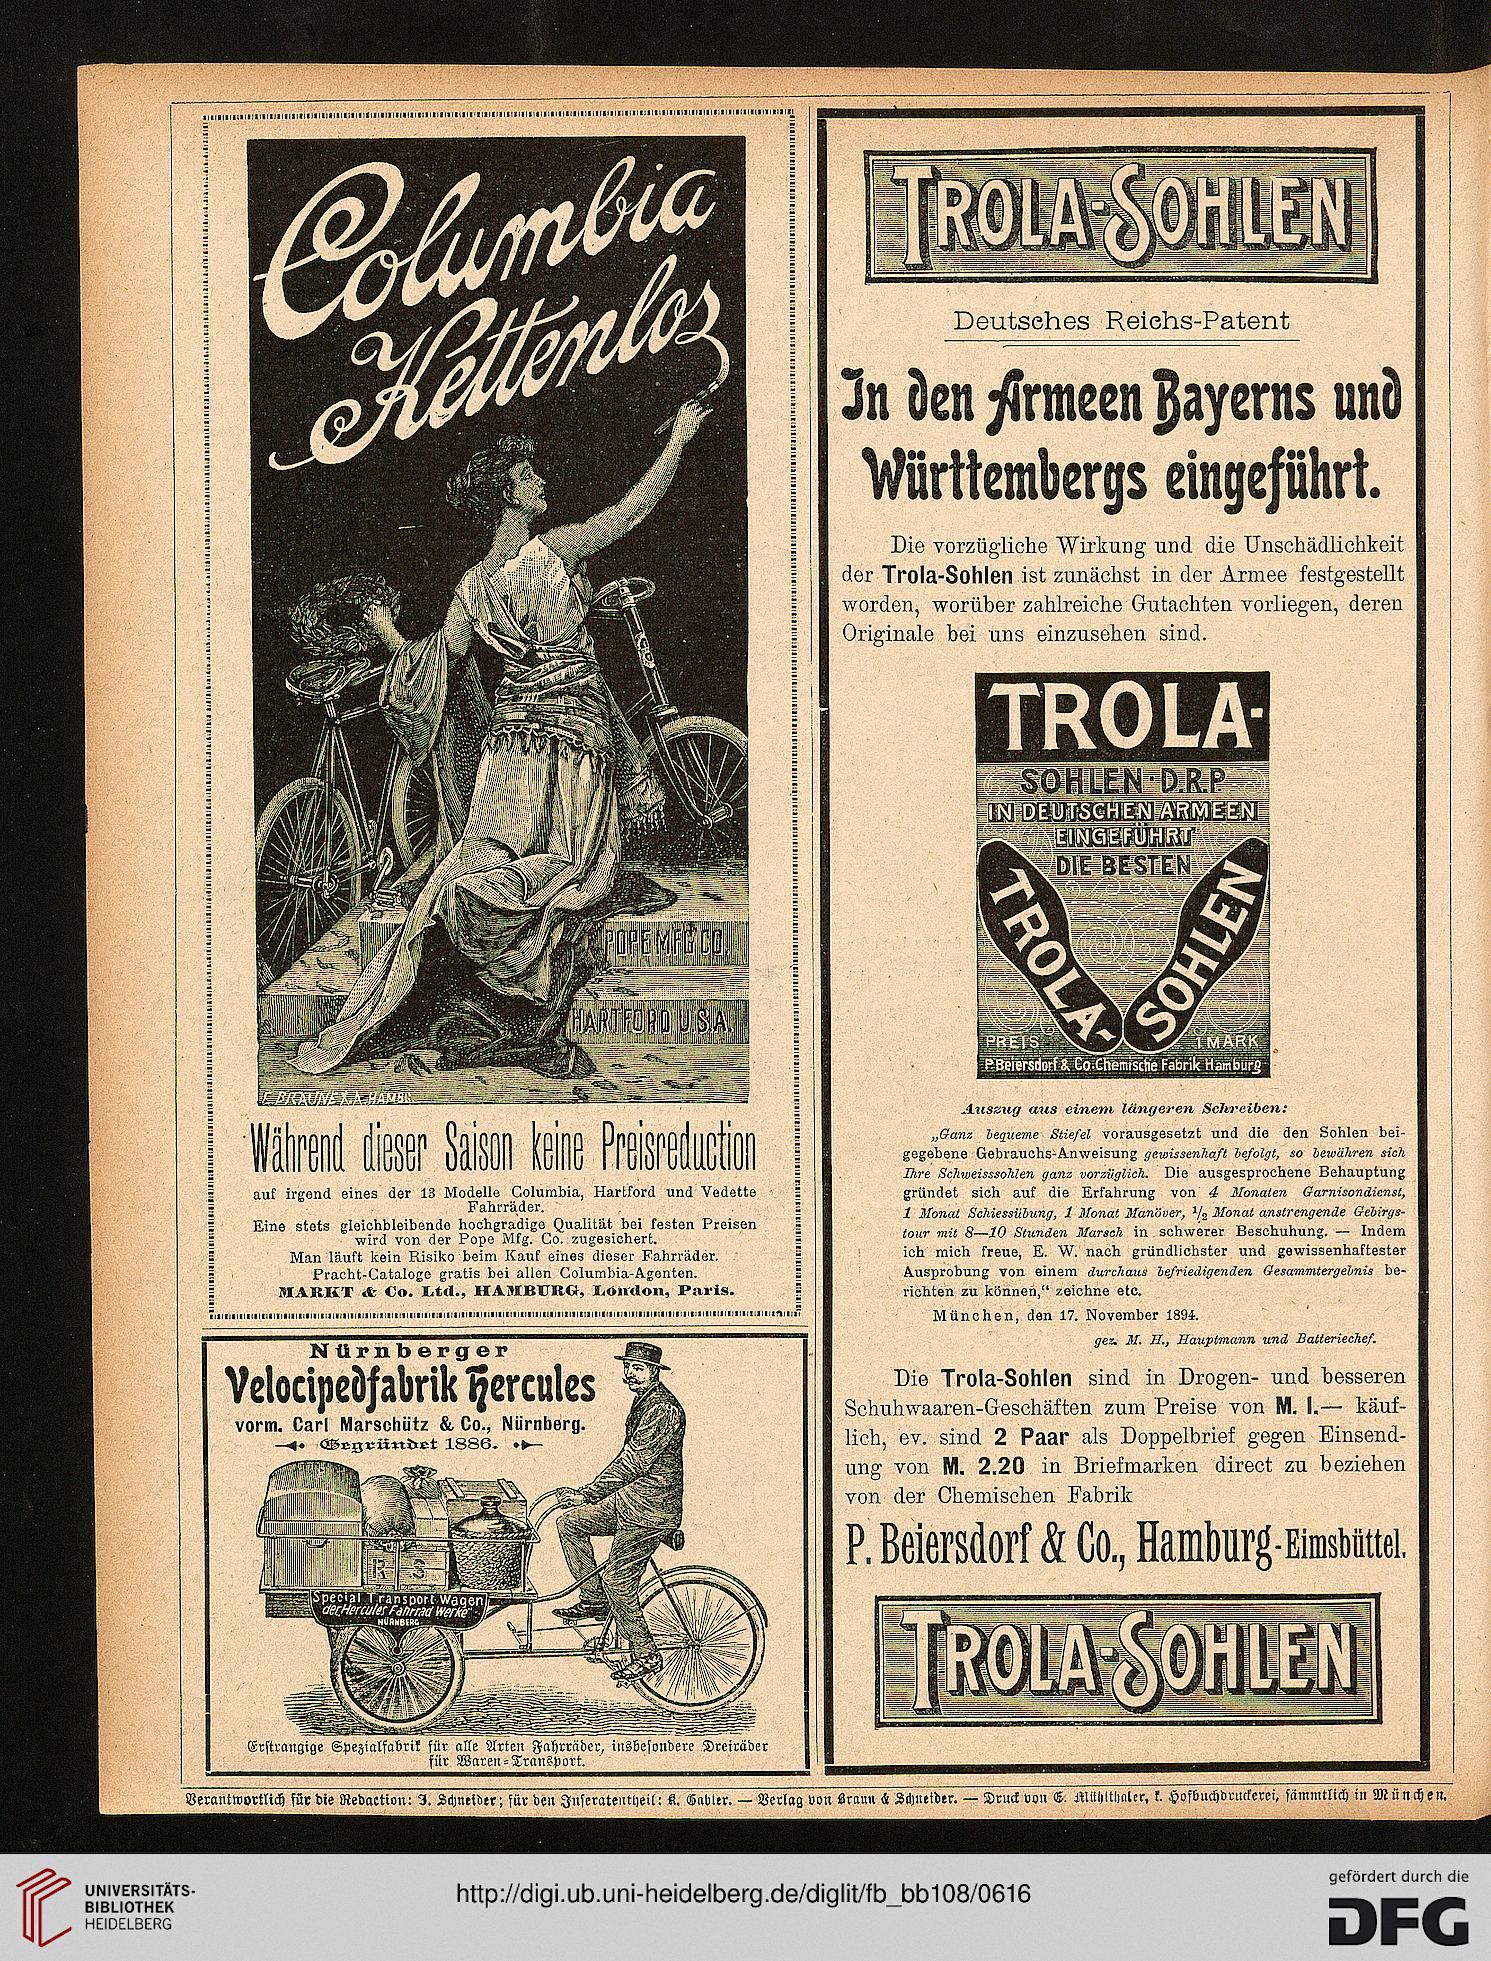 Columbia
Kettenlos
POPE MFG CO.
HARTFORD U.S.A.
Während dieser Saison keine Preisreduction
auf irgend eines der 13 Modelle Columbia, Hartford und Vedette
Fahrräder.
Eine stets gleichbleibende hochgradige Qualität bei festen Preisen
wird von der Pope Mfg. Co. zugesichert.
Man läuft kein Risiko beim Kauf eines dieser Fahrräder.
Pracht-Cataloge gratis bei allen Columbia-Agenten.
MARKT & Co. Ltd., HAMBURG, London, Paris.
Nürnberger
Velocipedfabrik Hercules
vorm. Carl Marschütz & Co., Nürnberg.
Gegründet 1886.
R S
Special Transport Wagen
der Hercules Fahrrad Werke
NÜRNBERG
Erstrangige Spezialfabrik für alle Arten Fahrräder, insbesondere Dreiräder
für Waren-Transport.
TROLA-SOHLEN
Deutsches Reichs-Patent
In den Armeen Bayerns und
Württembergs eingeführt.
Die vorzügliche Wirkung und die Unschädlichkeit
der Trola-Sohlen ist zunächst in der Armee festgestellt
worden, worüber zahlreiche Gutachten vorliegen, deren
Originale bei uns einzusehen sind.
TROLA-
SOHLEN·D.R.P
IN DEUTSCHEN ARMEEN
EINGEFÜHRT
DIE BESTEN
TROLA-
SOHLEN
PREIS 1 MARK
P. Beiersdorf & Co. Chemische Fabrik Hamburg
Auszug aus einem längeren Schreiben:
„Ganz bequeme Stiefel vorausgesetzt und die den Sohlen bei-
gegebene Gebrauchs-Anweisung gewissenhaft befolgt, so bewähren sich
Ihre Schweisssohlen ganz vorzüglich. Die ausgesprochene Behauptung
gründet sich auf die Erfahrung von 4 Monaten Garnisondienst,
1 Monat Schiessübung, 1 Monat Manöver, 1/2 Monat anstrengende Gebirgs-
tour mit 8—10 Stunden Marsch in schwerer Beschuhung. — Indem
ich mich freue, E. W. nach gründlichster und gewissenhaftester
Ausprobung von einem durchaus befriedigenden Gesammtergebnis be-
richten zu können,“ zeichne etc.
München, den 17. November 1894.
gez. M. H., Hauptmann und Batteriechef.
Die Trola-Sohlen sind in Drogen- und besseren
Schuhwaaren-Geschäften zum Preise von M. 1.— käuf-
lich, ev. sind 2 Paar als Doppelbrief gegen Einsend-
ung von M. 2.20 in Briefmarken direct zu beziehen
von der Chemischen Fabrik
P. Beiersdorf & Co., Hamburg-Eimsbüttel.
TROLA-SOHLEN
Verantwortlich für die Redaction: J. Schneider; für den Inseratentheil: K. Gabler. — Verlag von Braun & Schneider. — Druck von E. Mühlthaler, k. Hofbuchdruckerei, sämmtlich in München.
UNIVERSITÄTS-
BIBLIOTHEK
HEIDELBERG
http://digi.ub.uni-heidelberg.de/diglit/fb_bb108/0616
gefördert durch die
DFG